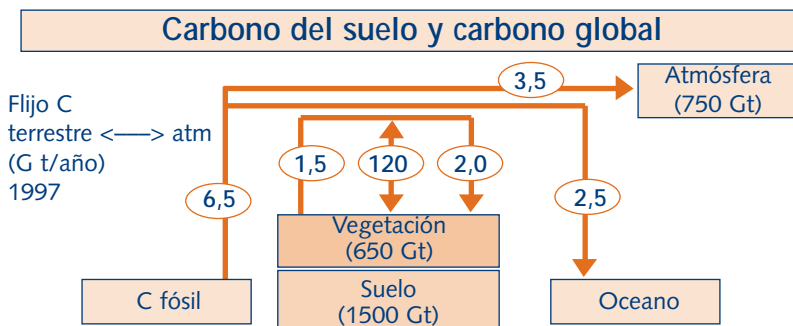 Carbono del suelo y carbono global
3,5
Atmósfera
(750 Gt)
Flijo C
terrestre <——> atm
(G t/año)
1997
1,5
120
2,0
6,5
2,5
Vegetación
(650 Gt)
C fósil
Suelo
(1500 Gt)
Oceano